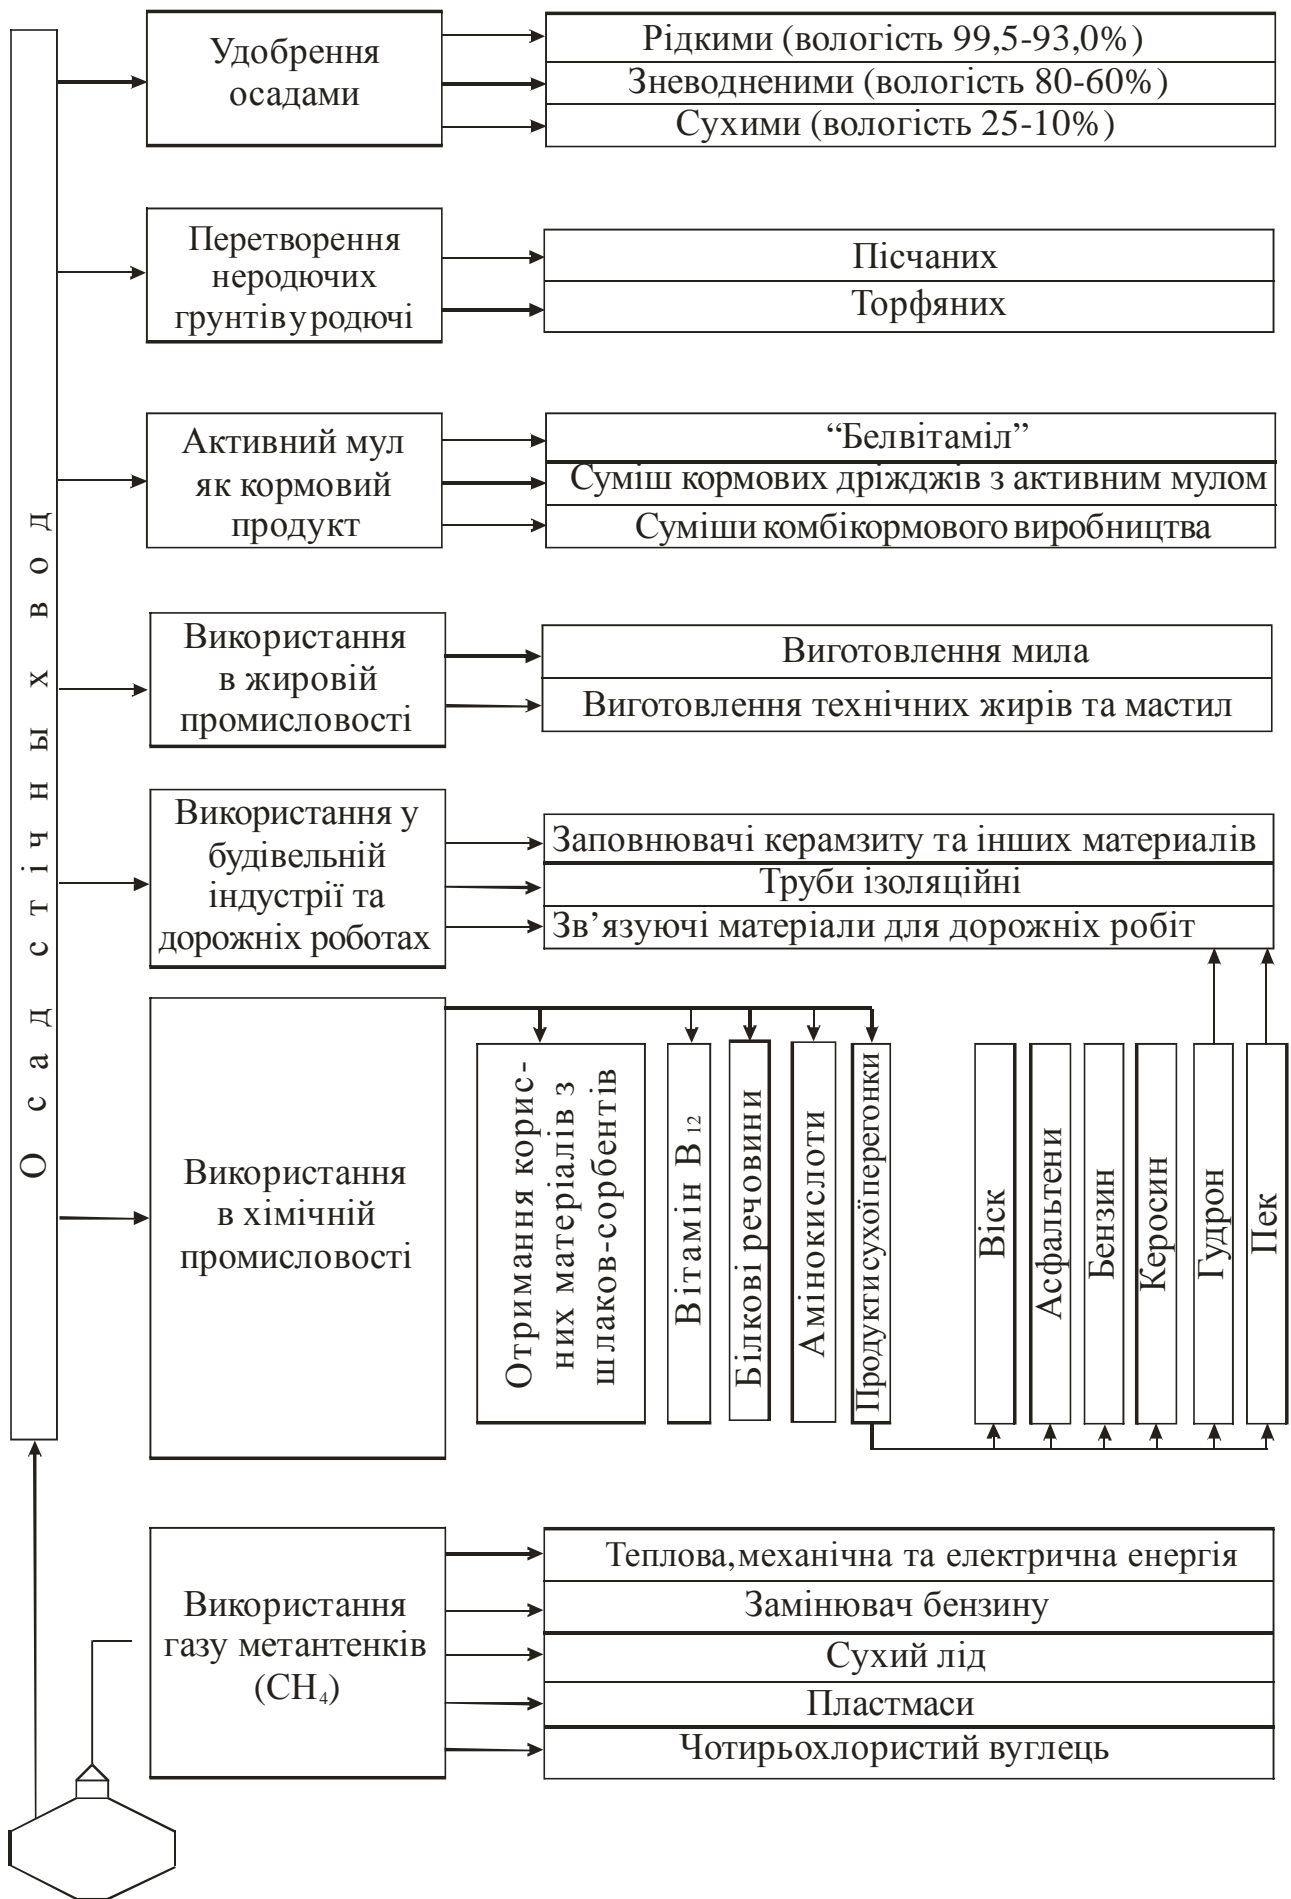 Осад стічных вод
Удобрення
осадами
Рідкими (вологість 99,5-93,0%)
Зневодненими (вологість 80-60%)
Сухими (вологість 25-10%)
Перетворення
неродючих
грунтів у родючі
Пісчаних
Торфяних
Активний мул
як кормовий
продукт
“Белвітаміл”
Суміш кормових дріжджів з активним мулом
Суміши комбікормового виробництва
Використання
в жировій
промисловості
Виготовлення мила
Виготовлення технічних жирів та мастил
Використання у
будівельній
індустрії та
дорожніх роботах
Заповнювачі керамзиту та інших материалів
Труби ізоляційні
Зв’язуючі матеріали для дорожніх робіт
Використання
в хімічній
промисловості
Отримання корис-
них матеріалів з
шлаков-сорбентів
Вітамін В₁₂
Білкові речовини
Амінокислоти
Продукти сухої перегонки
Віск
Асфальтени
Бензин
Керосин
Гудрон
Пек
Використання
газу метантенків
(CH₄)
Теплова, механічна та електрична енергія
Замінювач бензину
Сухий лід
Пластмаси
Чотирьохлористий вуглець